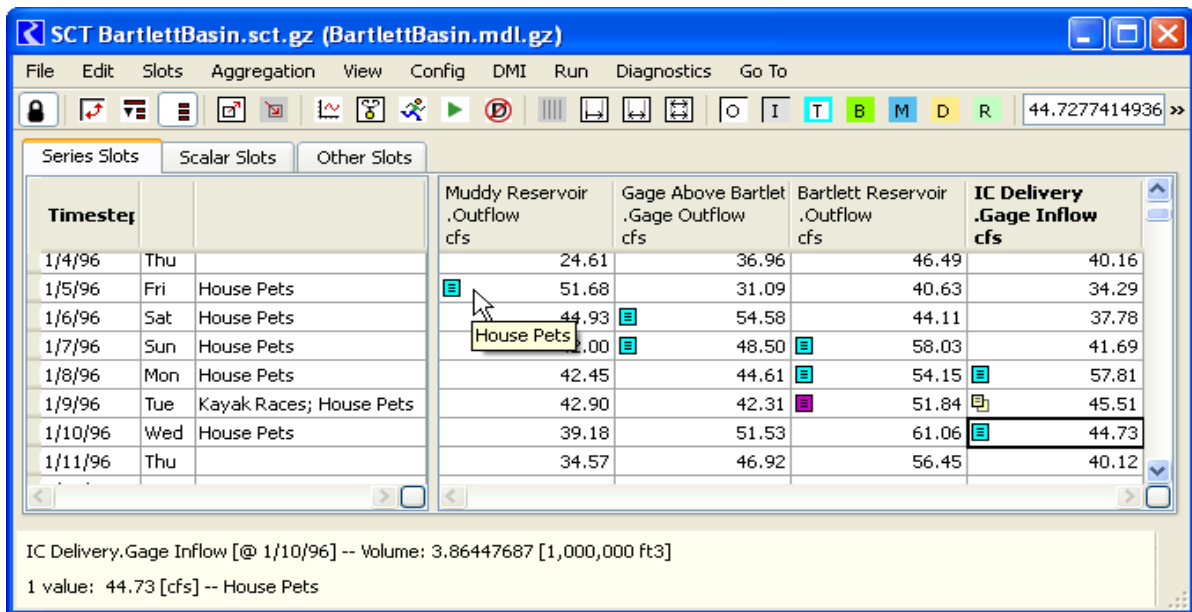 SCT BartlettBasin.sct.gz (BartlettBasin.mdl.gz)
File Edit Slots Aggregation View Config DMI Run Diagnostics Go To
O I T B M D R 44.7277414936 »
Series Slots Scalar Slots Other Slots
Muddy Reservoir Gage Above Bartlet Bartlett Reservoir IC Delivery
Timestep .Outflow .Gage Outflow .Outflow .Gage Inflow
cfs cfs cfs cfs
1/4/96 Thu 24.61 36.96 46.49 40.16
1/5/96 Fri House Pets 51.68 31.09 40.63 34.29
1/6/96 Sat House Pets 44.93 54.58 44.11 37.78
House Pets
1/7/96 Sun House Pets 2.00 48.50 58.03 41.69
1/8/96 Mon House Pets 42.45 44.61 54.15 57.81
1/9/96 Tue Kayak Races; House Pets 42.90 42.31 51.84 45.51
1/10/96 Wed House Pets 39.18 51.53 61.06 44.73
1/11/96 Thu 34.57 46.92 56.45 40.12
IC Delivery.Gage Inflow [@ 1/10/96] -- Volume: 3.86447687 [1,000,000 ft3]
1 value: 44.73 [cfs] -- House Pets